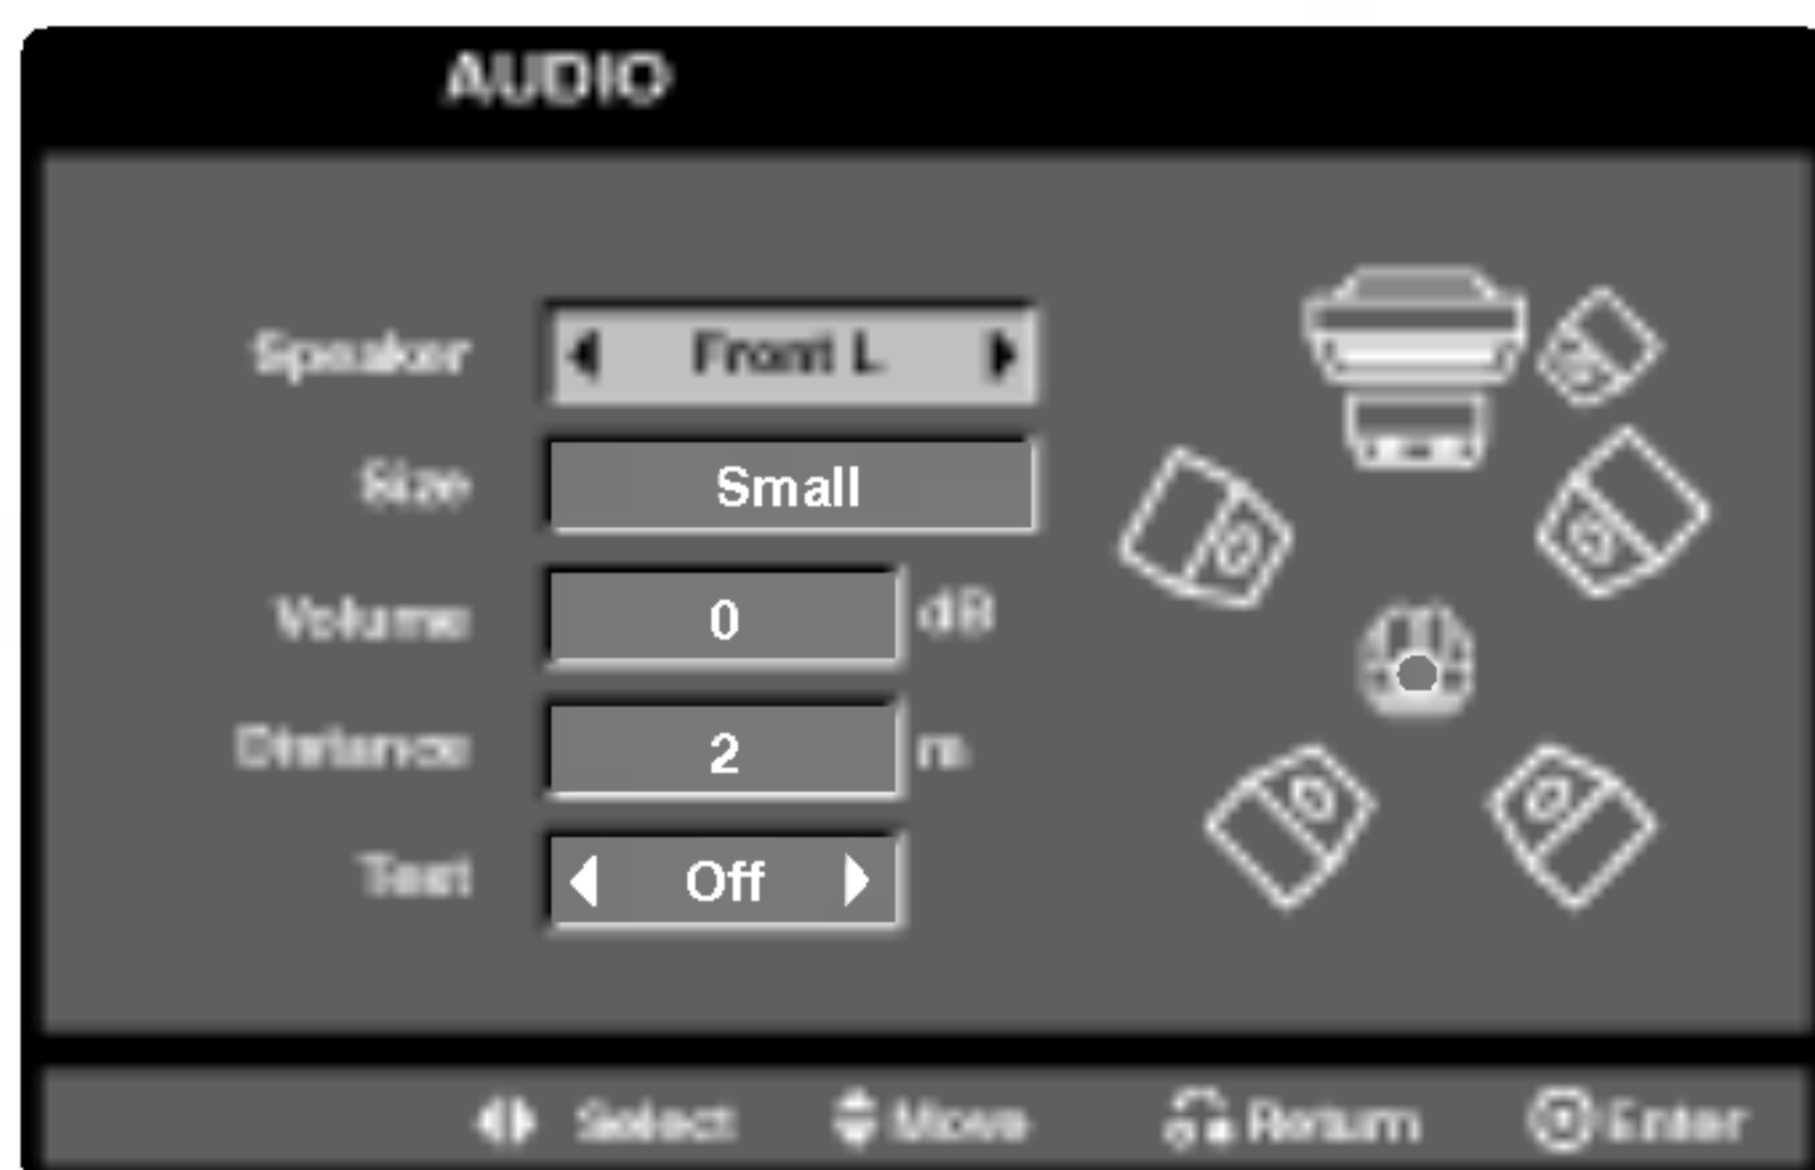 AUDIO
Speaker Front L
Size Small
Volume 0 dB
Distance 2 m
Test Off
Select Move Return Enter